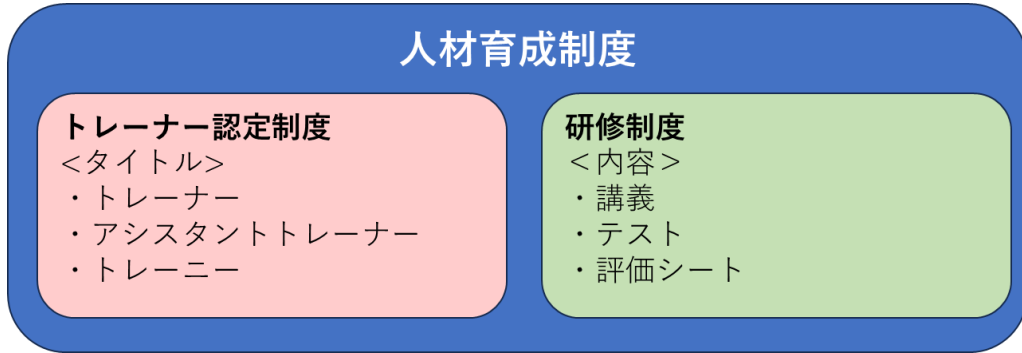 人材育成制度
トレーナー認定制度
<タイトル>
・トレーナー
・アシスタントトレーナー
・トレーニー
研修制度
＜内容＞
・講義
・テスト
・評価シート